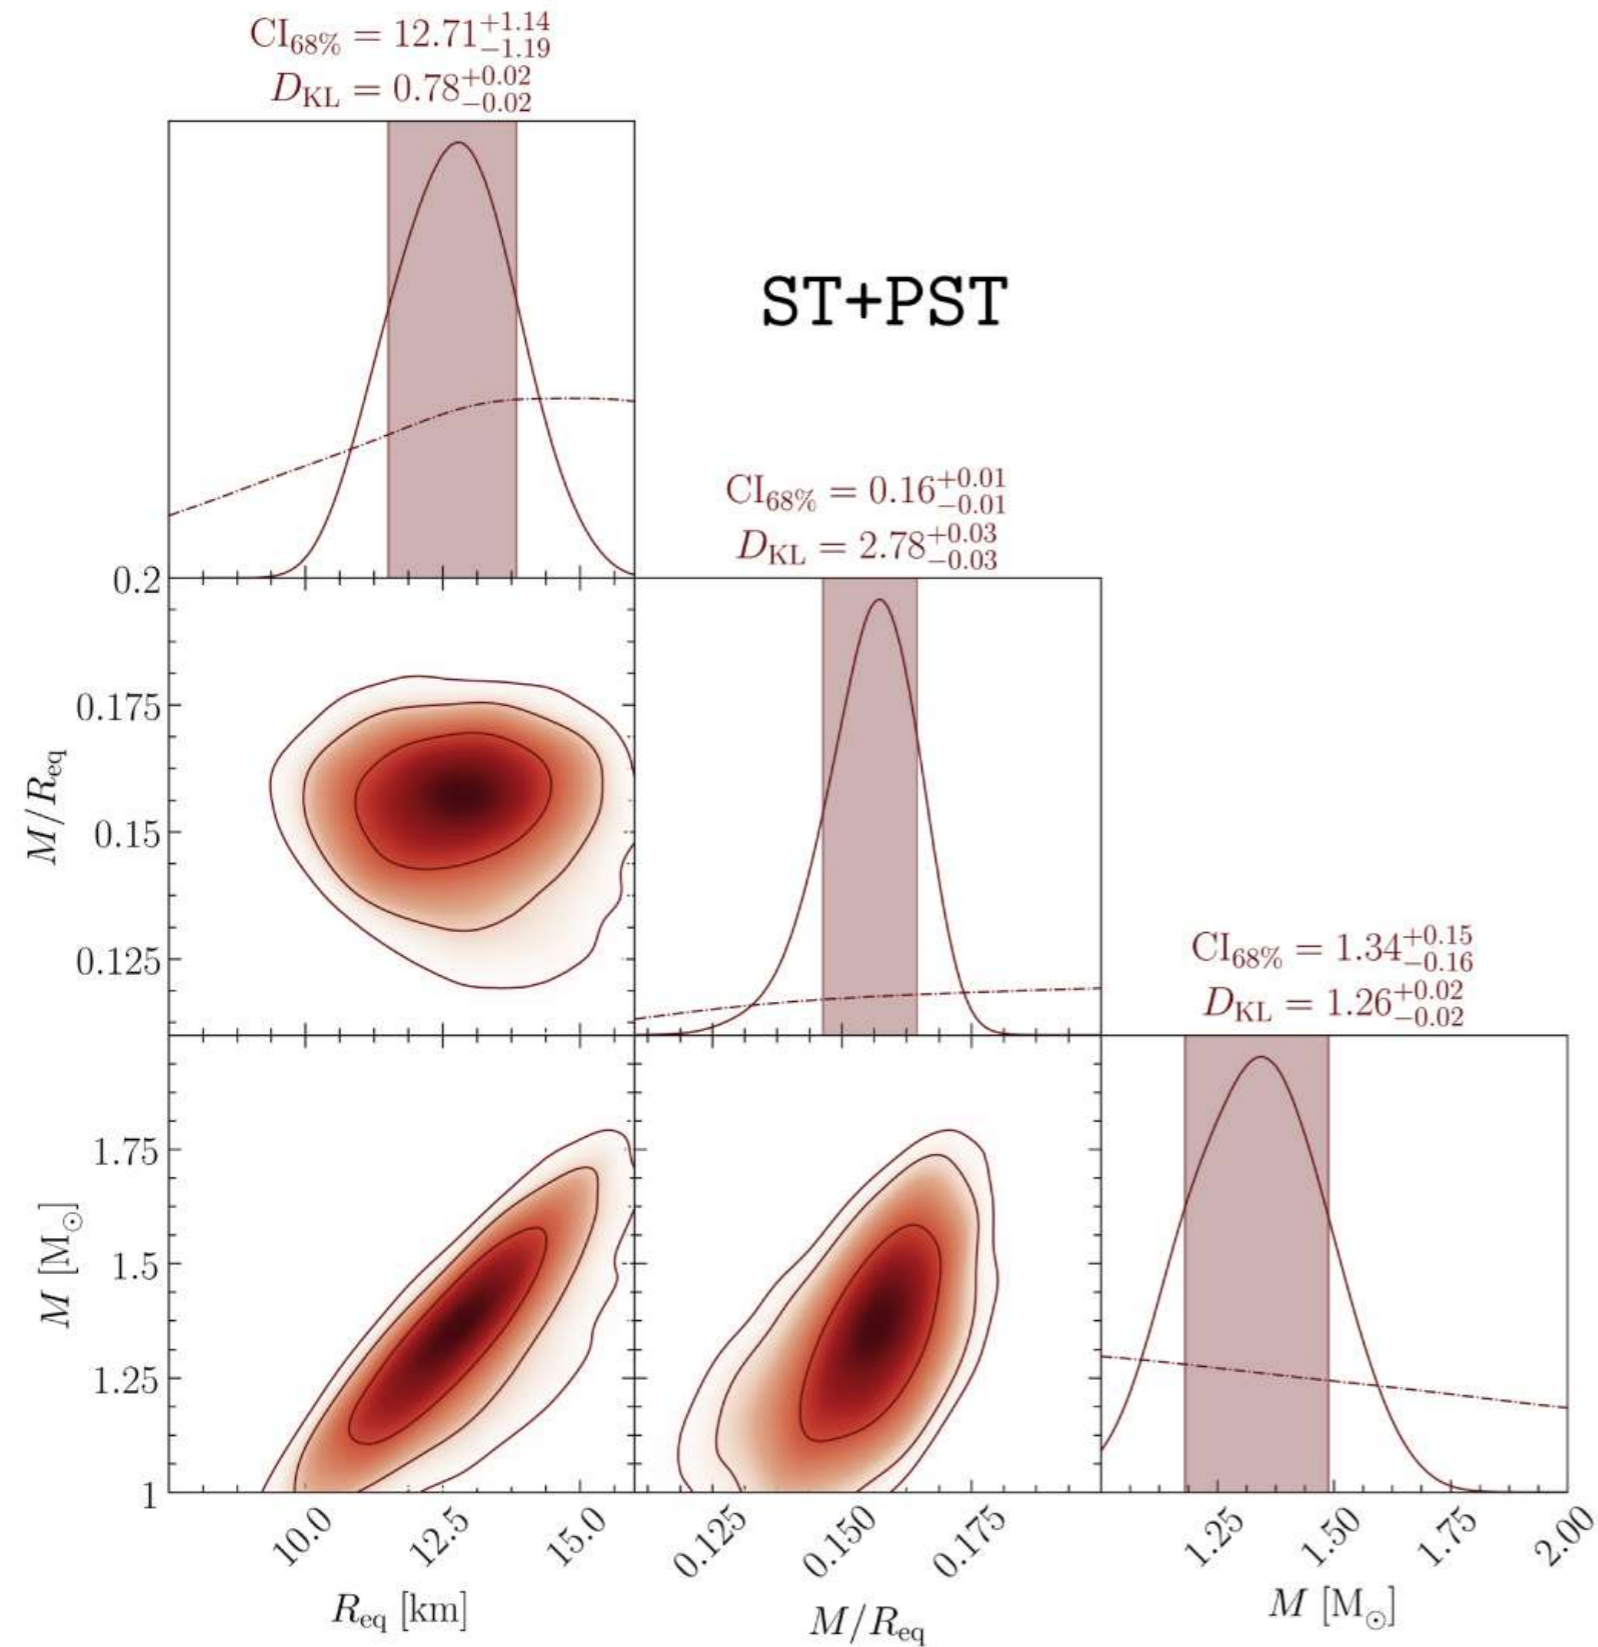 CI68% = 12.71+1.14−1.19
DKL = 0.78+0.02−0.02
ST+PST
CI68% = 0.16+0.01−0.01
DKL = 2.78+0.03−0.03
0.2
0.175
0.15
0.125
M/Req
CI68% = 1.34+0.15−0.16
DKL = 1.26+0.02−0.02
1.75
1.5
1.25
1
M [M⊙]
10.0 12.5 15.0
0.125 0.150 0.175
1.25 1.50 1.75 2.00
Req [km]
M/Req
M [M⊙]